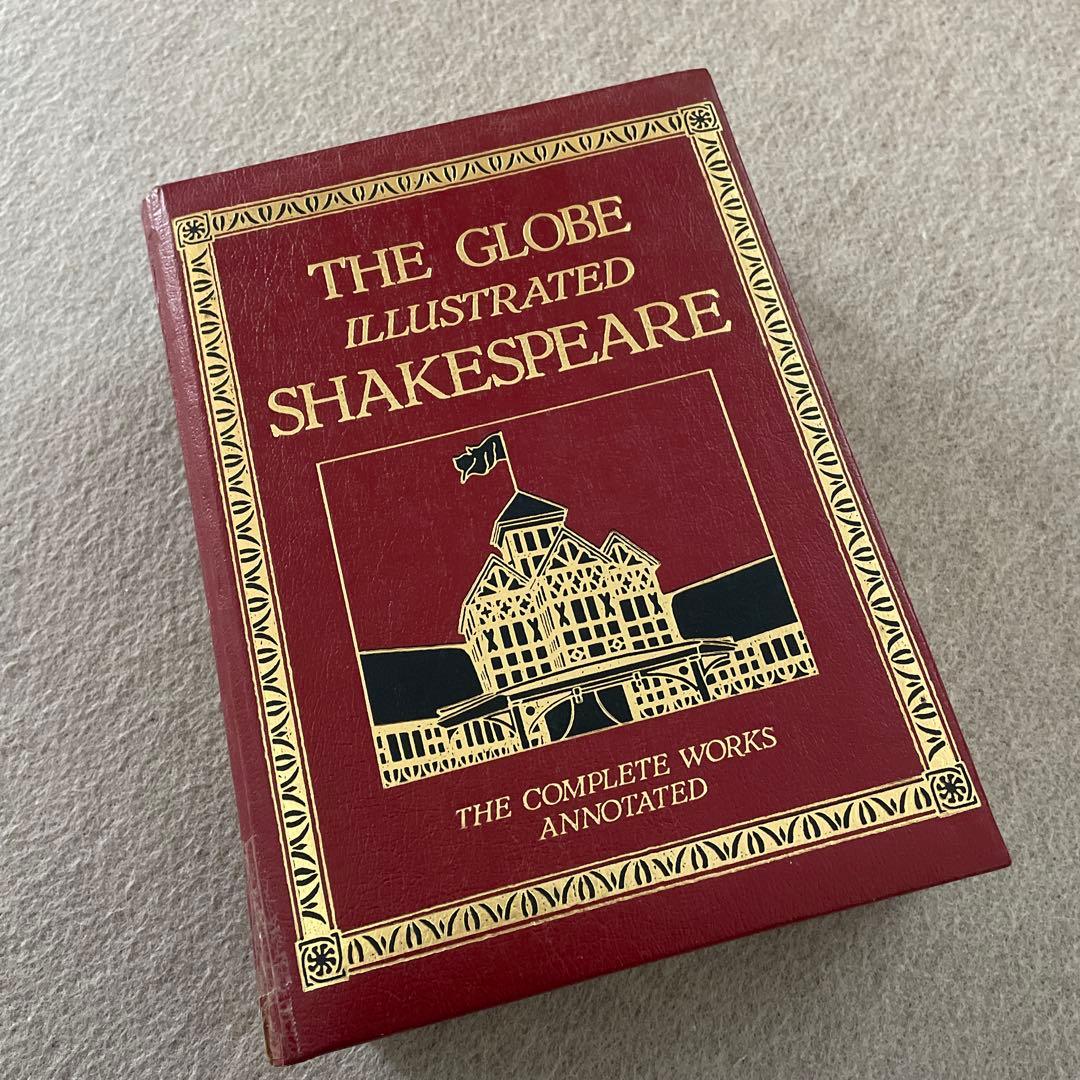 THE GLOBE
ILLUSTRATED
SHAKESPEARE
THE COMPLETE WORKS
ANNOTATED